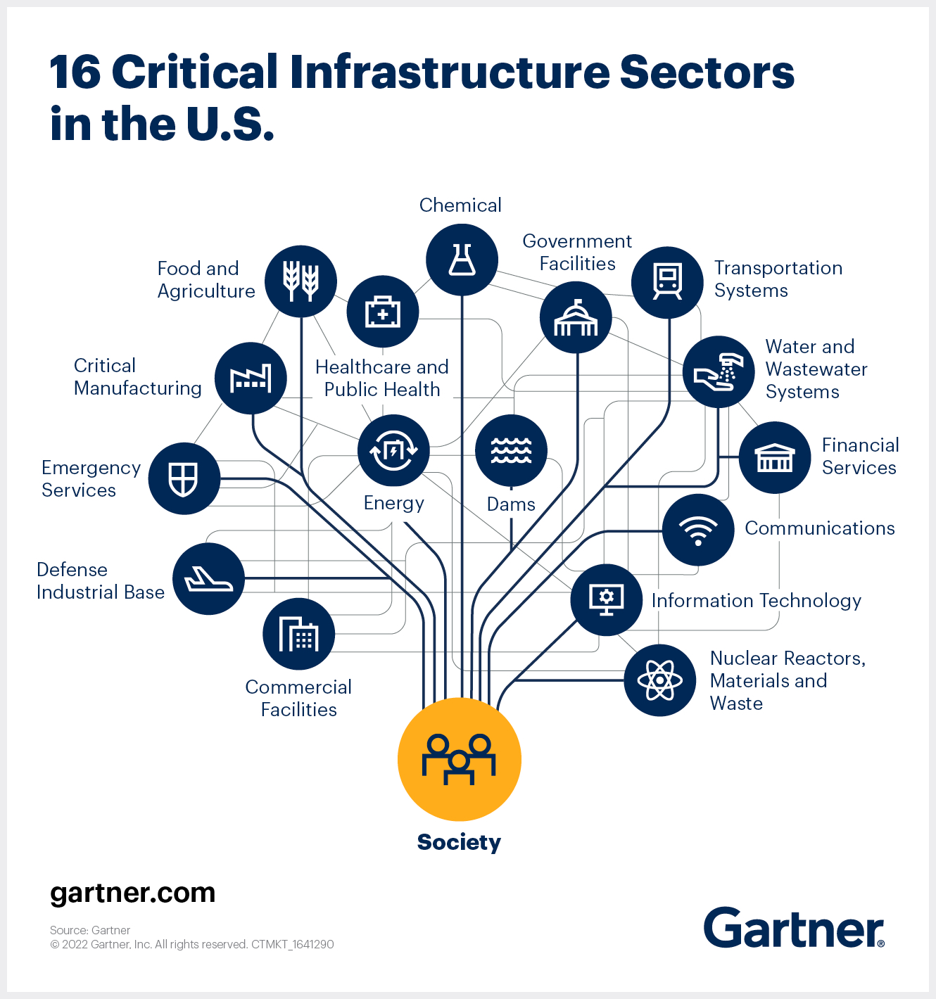 16 Critical Infrastructure Sectors
in the U.S.
Chemical
Government
Facilities
Food and
Agriculture
Transportation
Systems
Critical
Manufacturing
Healthcare and
Public Health
Water and
Wastewater
Systems
Emergency
Services
Energy
Dams
Financial
Services
Communications
Defense
Industrial Base
Information Technology
Commercial
Facilities
Nuclear Reactors,
Materials and
Waste
Society
gartner.com
Source: Gartner
© 2022 Gartner, Inc. All rights reserved. CTMKT_1641290
Gartner®